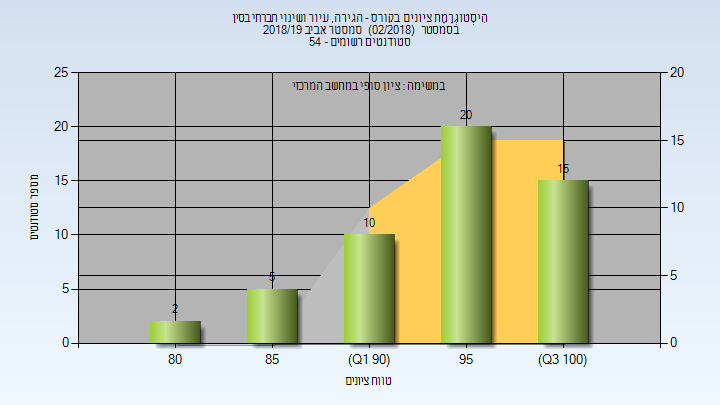 היסטוגרמת ציונים בקורס - הגירה, עיור ושינוי חברתי בסין
בסמסטר (02/2018) סמסטר אביב 2018/19
סטודנטים רשומים - 54
במשימה : ציון סופי במחשב המרכזי
25
20
15
10
5
0
20
15
10
5
0
מספר סטודנטים
2
5
10
20
15
80
85
(Q1 90)
95
(Q3 100)
טווח ציונים